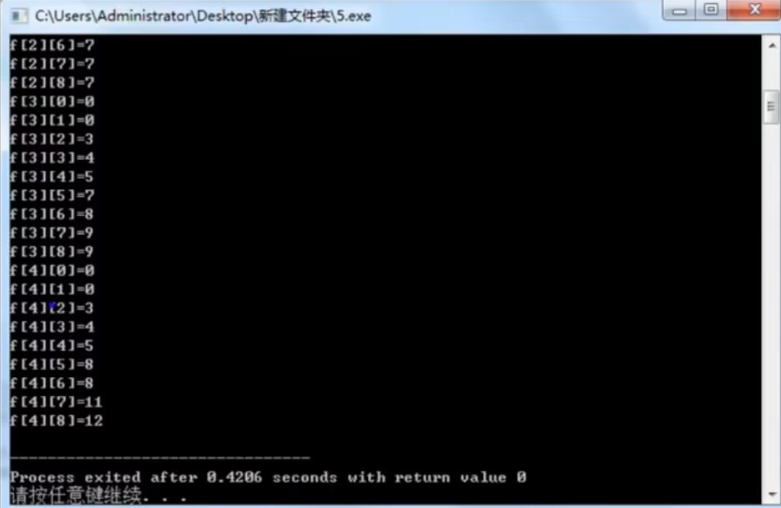 C:\Users\Administrator\Desktop\新建文件夹\5.exe
f[2][6]=7
f[2][7]=7
f[2][8]=7
f[3][0]=0
f[3][1]=0
f[3][2]=3
f[3][3]=4
f[3][4]=5
f[3][5]=7
f[3][6]=8
f[3][7]=9
f[3][8]=9
f[4][0]=0
f[4][1]=0
f[4][2]=3
f[4][3]=4
f[4][4]=5
f[4][5]=8
f[4][6]=8
f[4][7]=11
f[4][8]=12
--------------------------------
Process exited after 0.4206 seconds with return value 0
请按任意键继续. . .